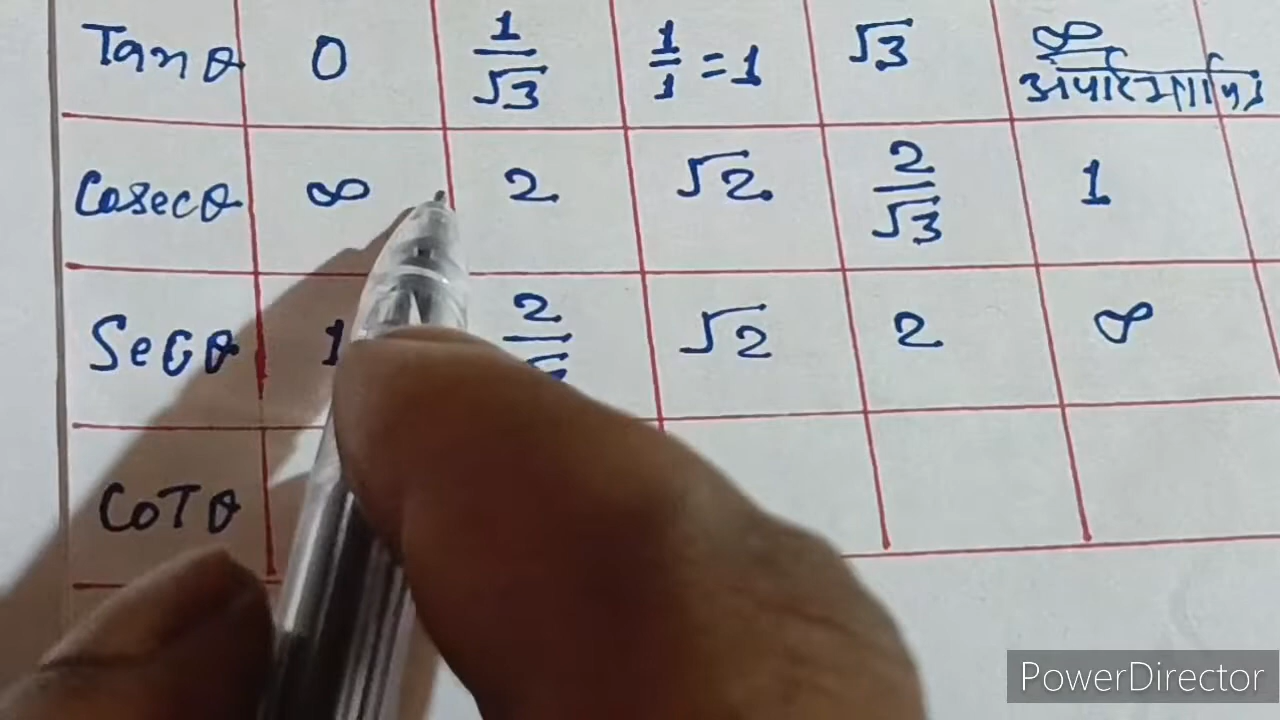 Tanθ 0 1/√3 1/1 = 1 √3 ∞
Cosecθ ∞ 2 √2 2/√3 1
Secθ 1 2 √2 2 ∞
COTθ
PowerDirector